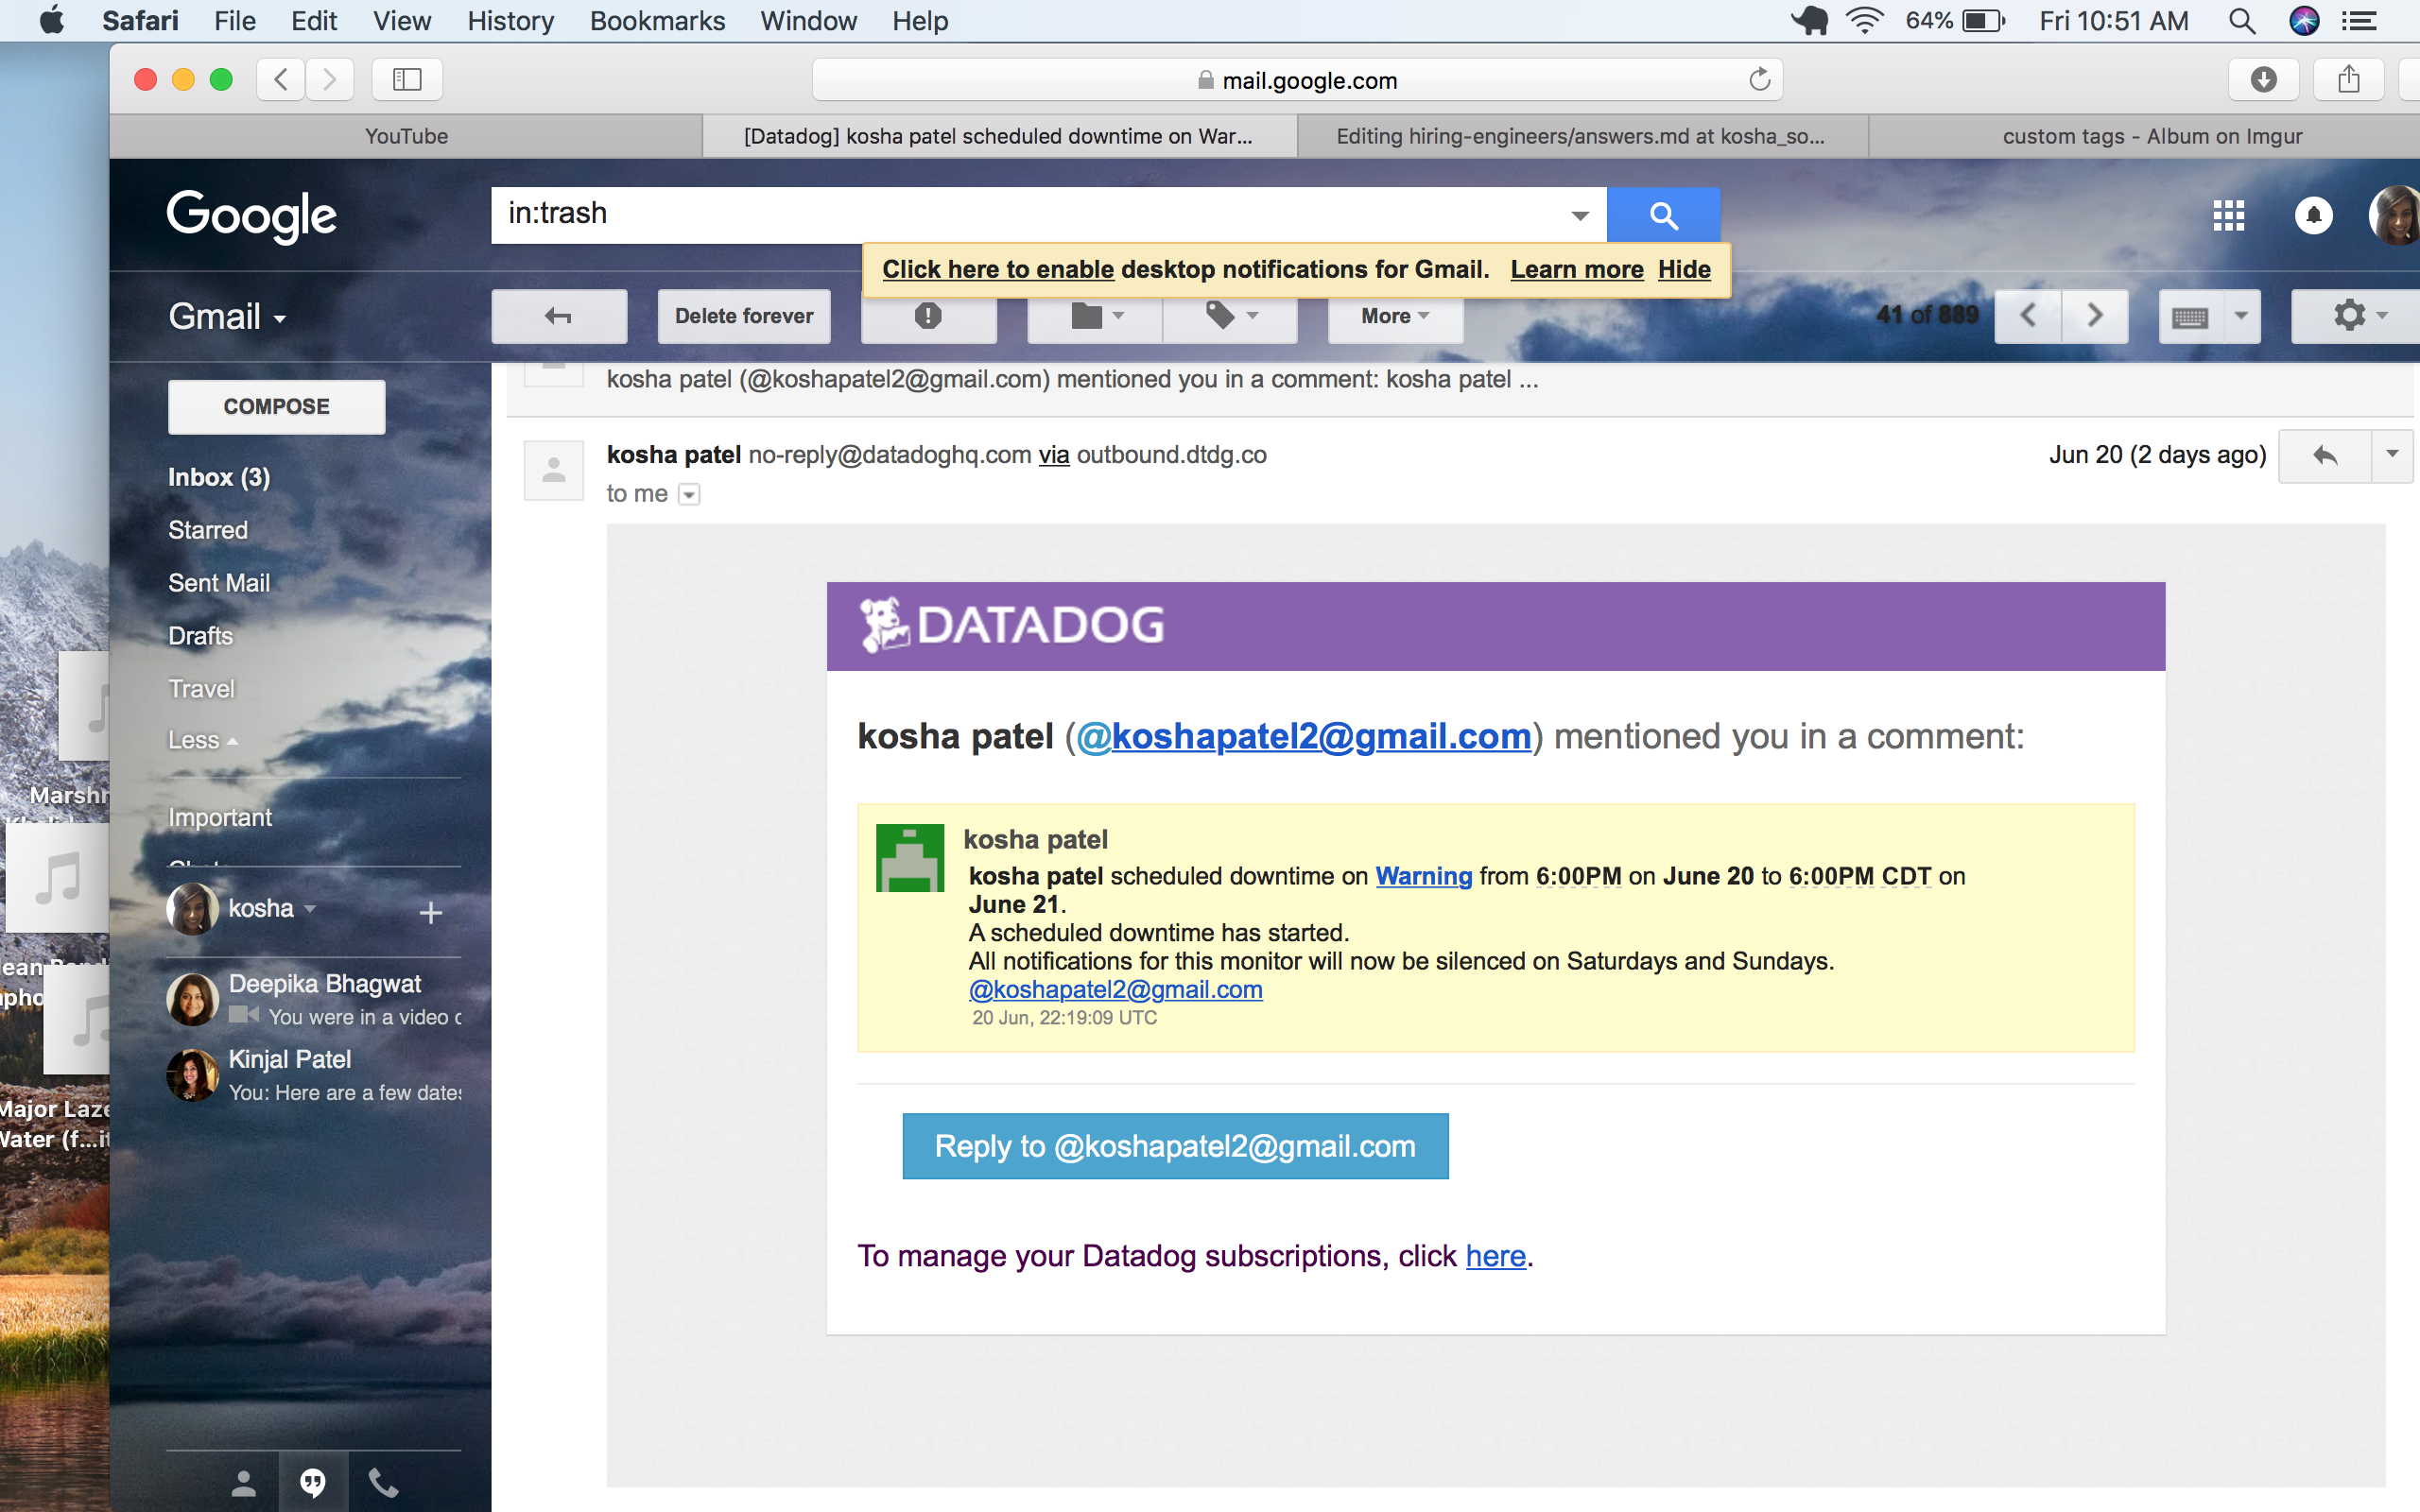 Safari File Edit View History Bookmarks Window Help 64% Fri 10:51 AM
mail.google.com
YouTube [Datadog] kosha patel scheduled downtime on War... Editing hiring-engineers/answers.md at kosha_so... custom tags - Album on Imgur
Google in:trash
Click here to enable desktop notifications for Gmail. Learn more Hide
Gmail Delete forever More 41 of 889
kosha patel (@koshapatel2@gmail.com) mentioned you in a comment: kosha patel ...
COMPOSE
Inbox (3)
Starred
Sent Mail
Drafts
Travel
Less
Important
kosha
Deepika Bhagwat
You were in a video c
Kinjal Patel
You: Here are a few dates
kosha patel no-reply@datadoghq.com via outbound.dtdg.co Jun 20 (2 days ago)
to me
DATADOG
kosha patel (@koshapatel2@gmail.com) mentioned you in a comment:
kosha patel
kosha patel scheduled downtime on Warning from 6:00PM on June 20 to 6:00PM CDT on
June 21.
A scheduled downtime has started.
All notifications for this monitor will now be silenced on Saturdays and Sundays.
@koshapatel2@gmail.com
20 Jun, 22:19:09 UTC
Reply to @koshapatel2@gmail.com
To manage your Datadog subscriptions, click here.
Marshm
Major Laze
Water (f...it